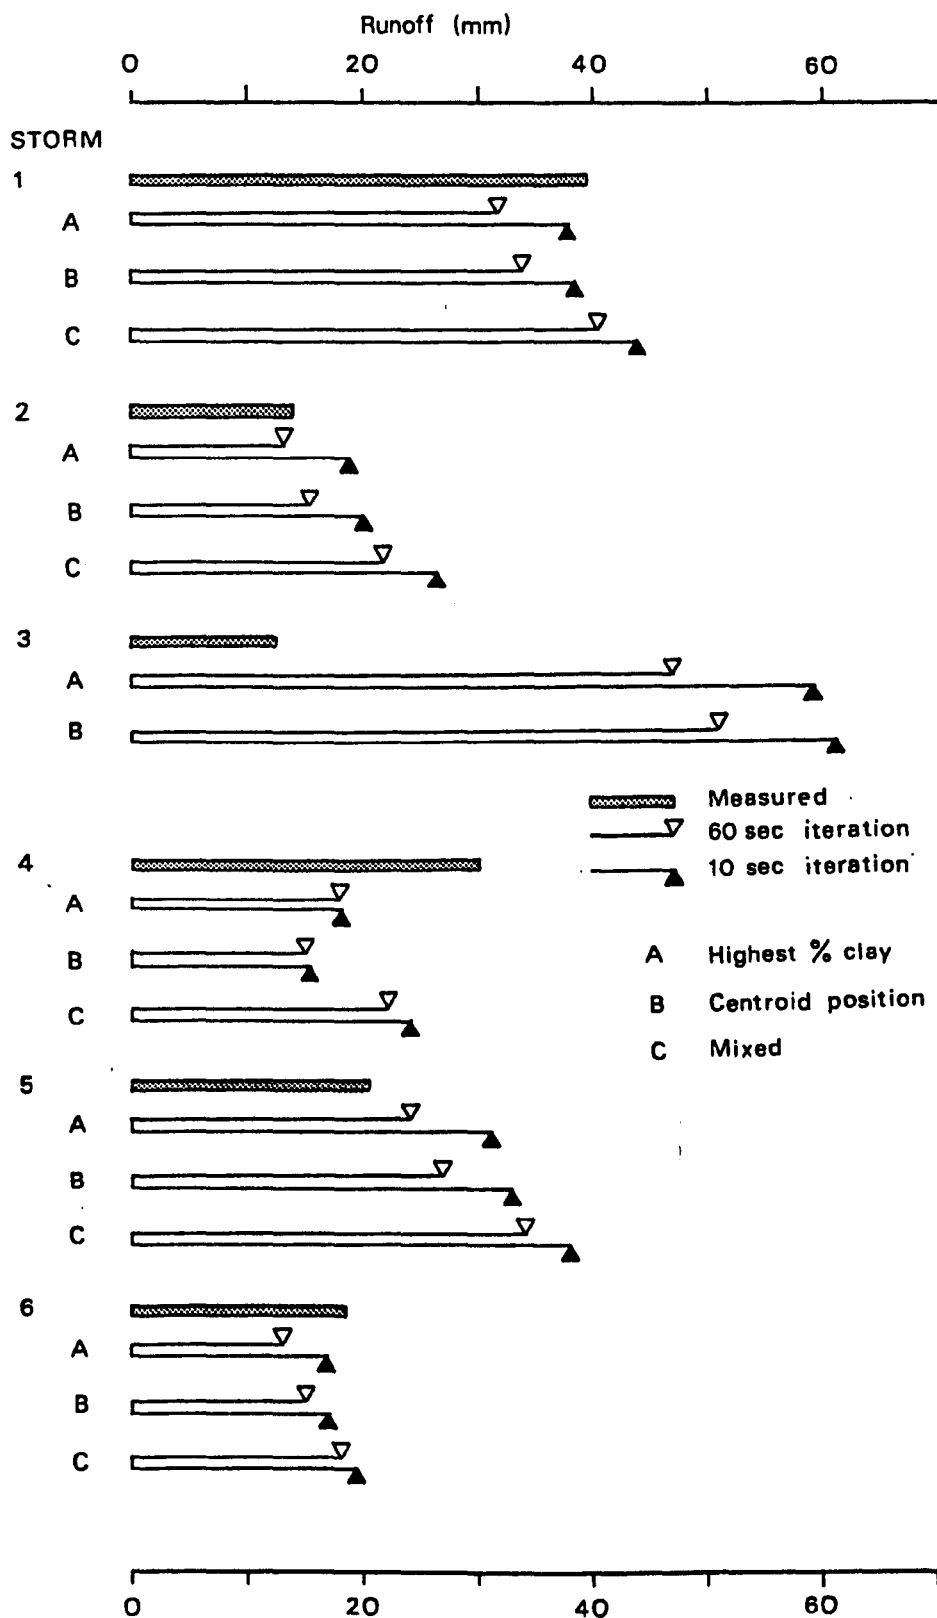 Runoff (mm)
0 20 40 60
STORM
1
A
B
C
2
A
B
C
3
A
B
Measured
60 sec iteration
10 sec iteration
4
A
B
C
A Highest % clay
B Centroid position
C Mixed
5
A
B
C
6
A
B
C
0 20 40 60